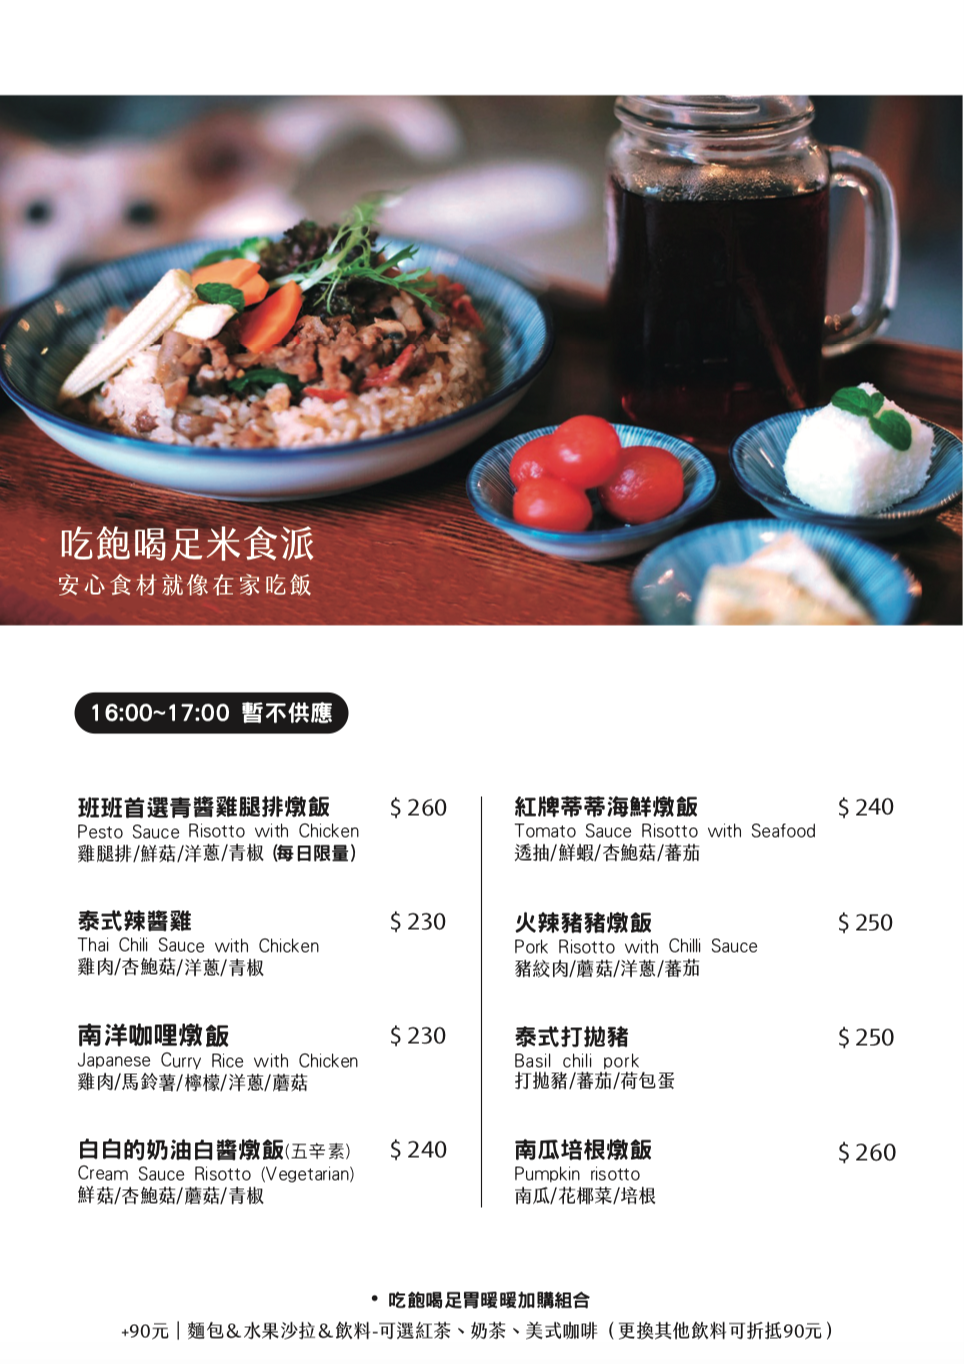 吃飽喝足米食派
安心食材就像在家吃飯
16:00~17:00 暫不供應
班班首選青醬雞腿排燉飯 $ 260
Pesto Sauce Risotto with Chicken
雞腿排/鮮菇/洋蔥/青椒 (每日限量)
泰式辣醬雞 $ 230
Thai Chili Sauce with Chicken
雞肉/杏鮑菇/洋蔥/青椒
南洋咖哩燉飯 $ 230
Japanese Curry Rice with Chicken
雞肉/馬鈴薯/檸檬/洋蔥/蘑菇
白白的奶油白醬燉飯(五辛素) $ 240
Cream Sauce Risotto (Vegetarian)
鮮菇/杏鮑菇/蘑菇/青椒
紅牌蒂蒂海鮮燉飯 $ 240
Tomato Sauce Risotto with Seafood
透抽/鮮蝦/杏鮑菇/蕃茄
火辣豬豬燉飯 $ 250
Pork Risotto with Chilli Sauce
豬絞肉/蘑菇/洋蔥/蕃茄
泰式打拋豬 $ 250
Basil chili pork
打拋豬/蕃茄/荷包蛋
南瓜培根燉飯 $ 260
Pumpkin risotto
南瓜/花椰菜/培根
• 吃飽喝足胃暖暖加購組合
+90元｜麵包&水果沙拉&飲料-可選紅茶、奶茶、美式咖啡（更換其他飲料可折抵90元）